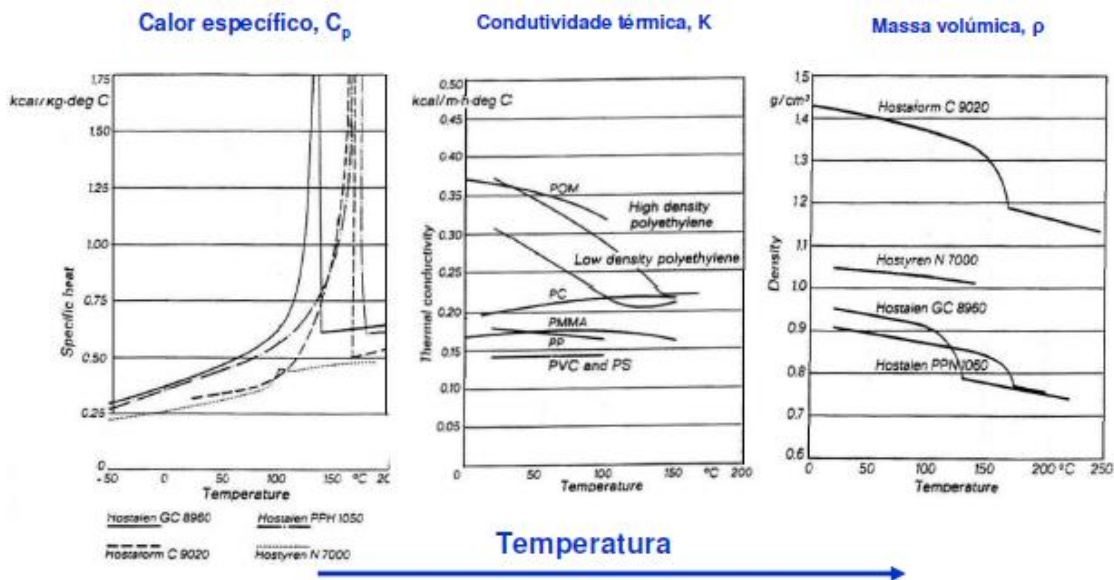 Calor específico, Cp
Condutividade térmica, K
Massa volúmica, ρ
1.75
kcal/kg·deg C
1.50
1.25
1.00
0.75
0.50
0.25
0
Specific heat
-50
0
50
100
150
ºC
20
Temperature
Hostalen GC 8960
Hostalen PPH 1050
Hostaform C 9020
Hostyren N 7000
0.50
kcal/m·h·deg C
0.45
0.40
0.35
0.30
0.25
0.20
0.15
0.10
0.05
Thermal conductivity
POM
High density
polyethylene
Low density polyethylene
PC
PMMA
PP
PVC and PS
0
50
100
150
ºC
200
Temperature
1.5
g/cm³
1.4
1.3
1.2
1.1
1.0
0.9
0.8
0.7
0.6
Density
Hostaform C 9020
Hostyren N 7000
Hostalen GC 8960
Hostalen PPN 1060
0
50
100
150
200 ºC
250
Temperature
Temperatura